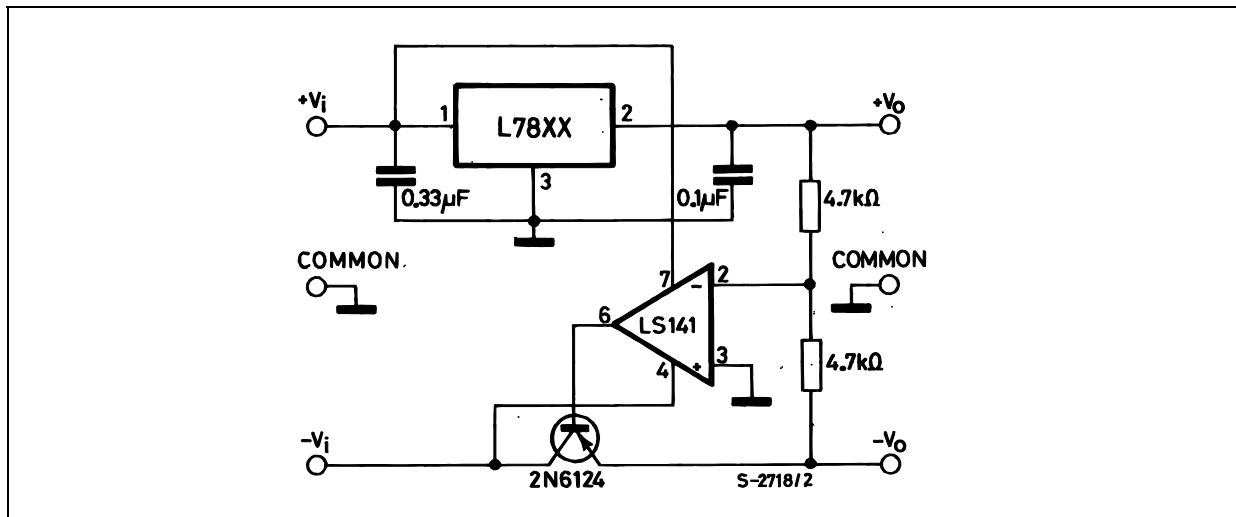 +Vi
1
L78XX
2
+Vo
3
0.33µF
0.1µF
4.7kΩ
COMMON
COMMON
7
2
-
6
LS141
3
+
4
4.7kΩ
-Vi
-Vo
2N6124
S-2718/2